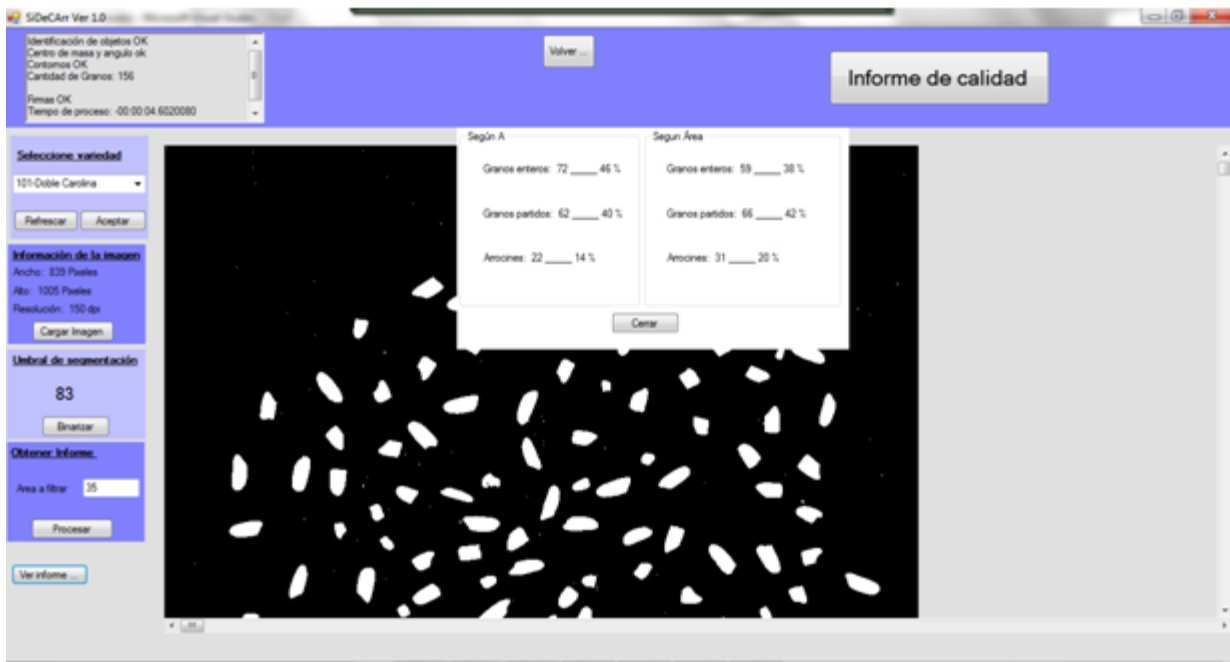 SiDeCArr Ver 1.0
Identificación de objetos OK
Centro de masa y angulo ok
Contornos OK
Cantidad de Granos: 156
Firmas OK
Tiempo de proceso: -00:00:04.6020080
Volver ...
Informe de calidad
Seleccione variedad
101-Doble Carolina
Refrescar Aceptar
Información de la imagen
Ancho: 839 Pixeles
Alto: 1005 Pixeles
Resolución: 150 dpi
Cargar Imagen
Umbral de segmentación
83
Binarizar
Obtener Informe
Area a filtrar 35
Procesar
Ver informe ...
Según A
Granos enteros: 72 _____ 46 %
Granos partidos: 62 _____ 40 %
Arrocines: 22 _____ 14 %
Segun Área
Granos enteros: 59 _____ 38 %
Granos partidos: 66 _____ 42 %
Arrocines: 31 _____ 20 %
Cerrar